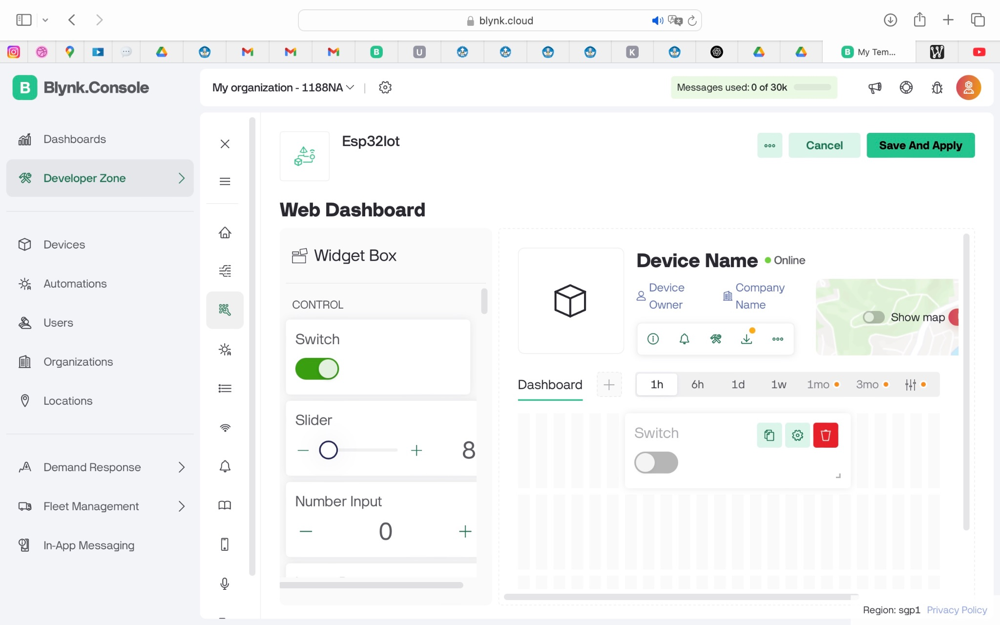 blynk.cloud
My Tem...
B Blynk.Console
My organization - 1188NA
Messages used: 0 of 30k
Dashboards
Developer Zone
Devices
Automations
Users
Organizations
Locations
Demand Response
Fleet Management
In-App Messaging
Esp32Iot
Cancel
Save And Apply
Web Dashboard
Widget Box
CONTROL
Switch
Slider
8
Number Input
0
Device Name
Online
Device
Owner
Company
Name
Show map
Dashboard
1h 6h 1d 1w 1mo 3mo
Switch
Region: sgp1 Privacy Policy